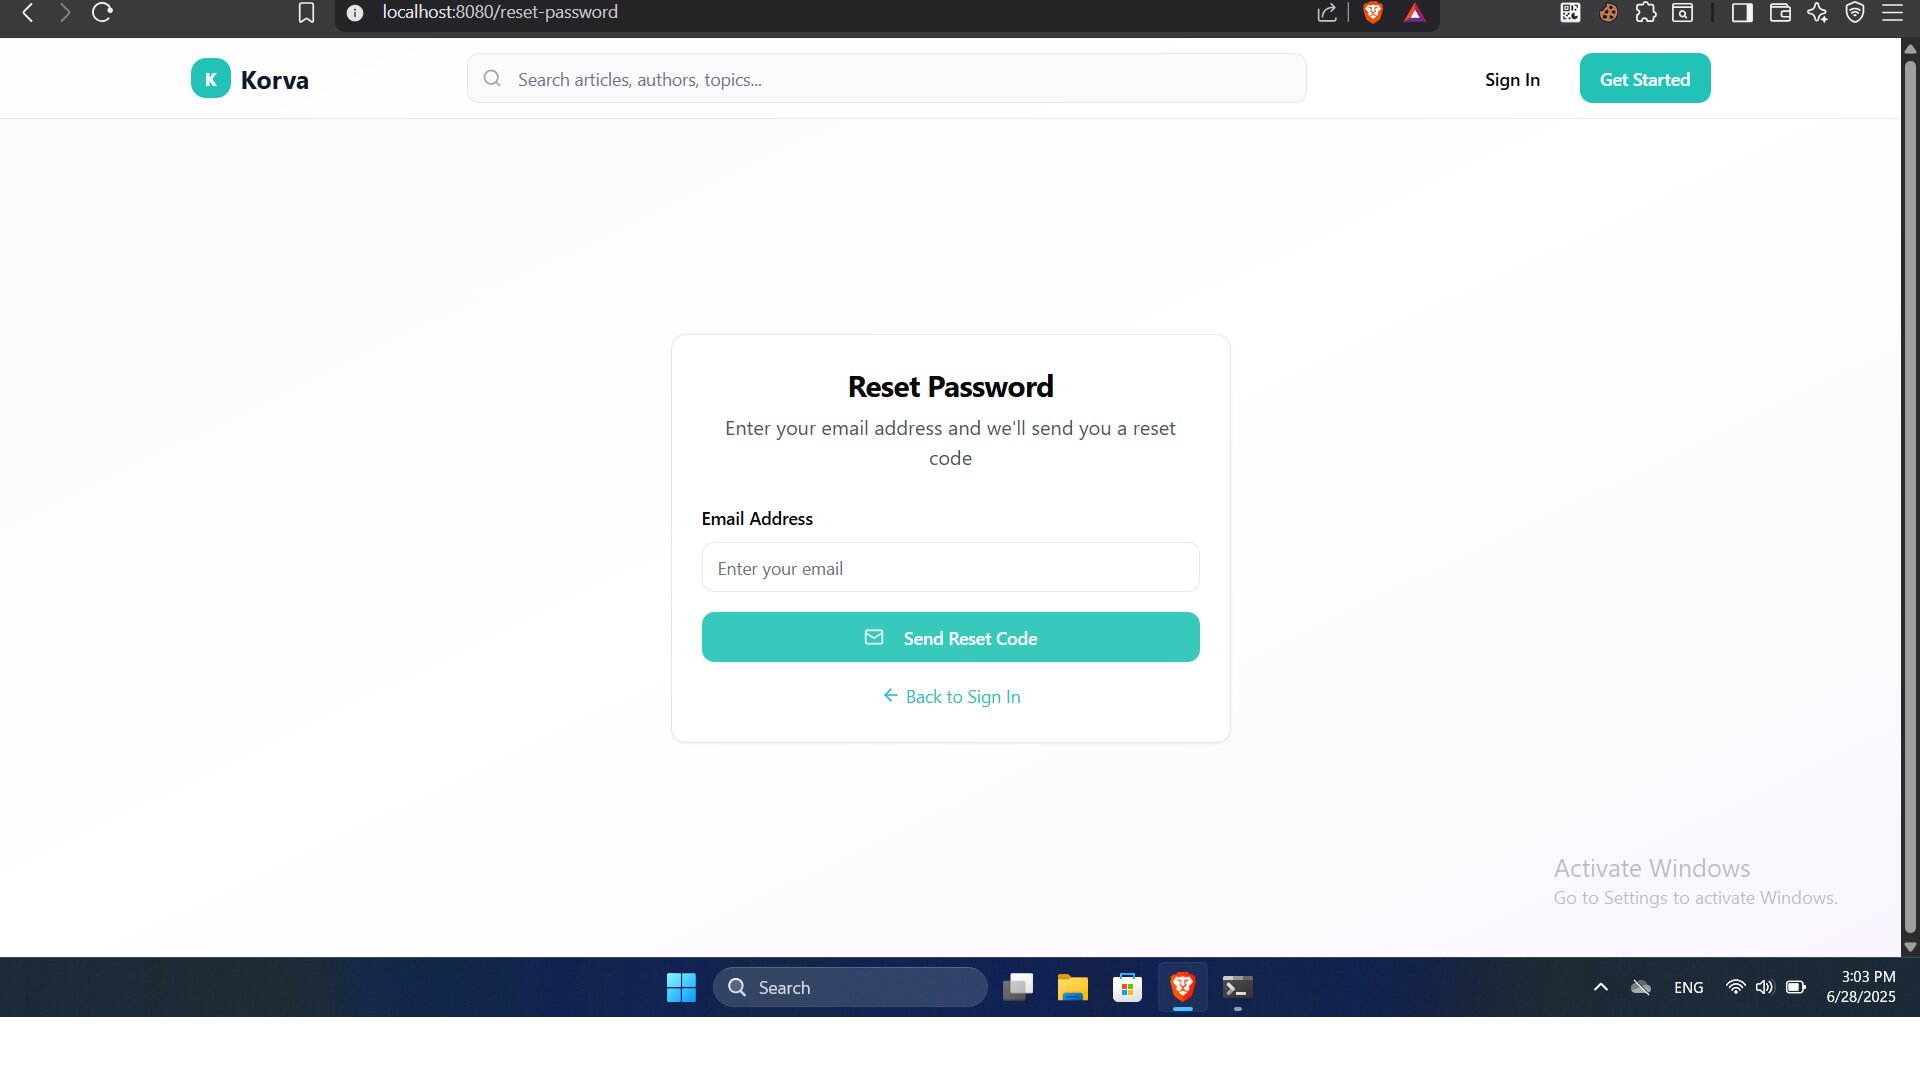 localhost:8080/reset-password
K Korva
Search articles, authors, topics...
Sign In
Get Started
Reset Password
Enter your email address and we'll send you a reset
code
Email Address
Enter your email
Send Reset Code
← Back to Sign In
Activate Windows
Go to Settings to activate Windows.
Search
ENG
3:03 PM
6/28/2025